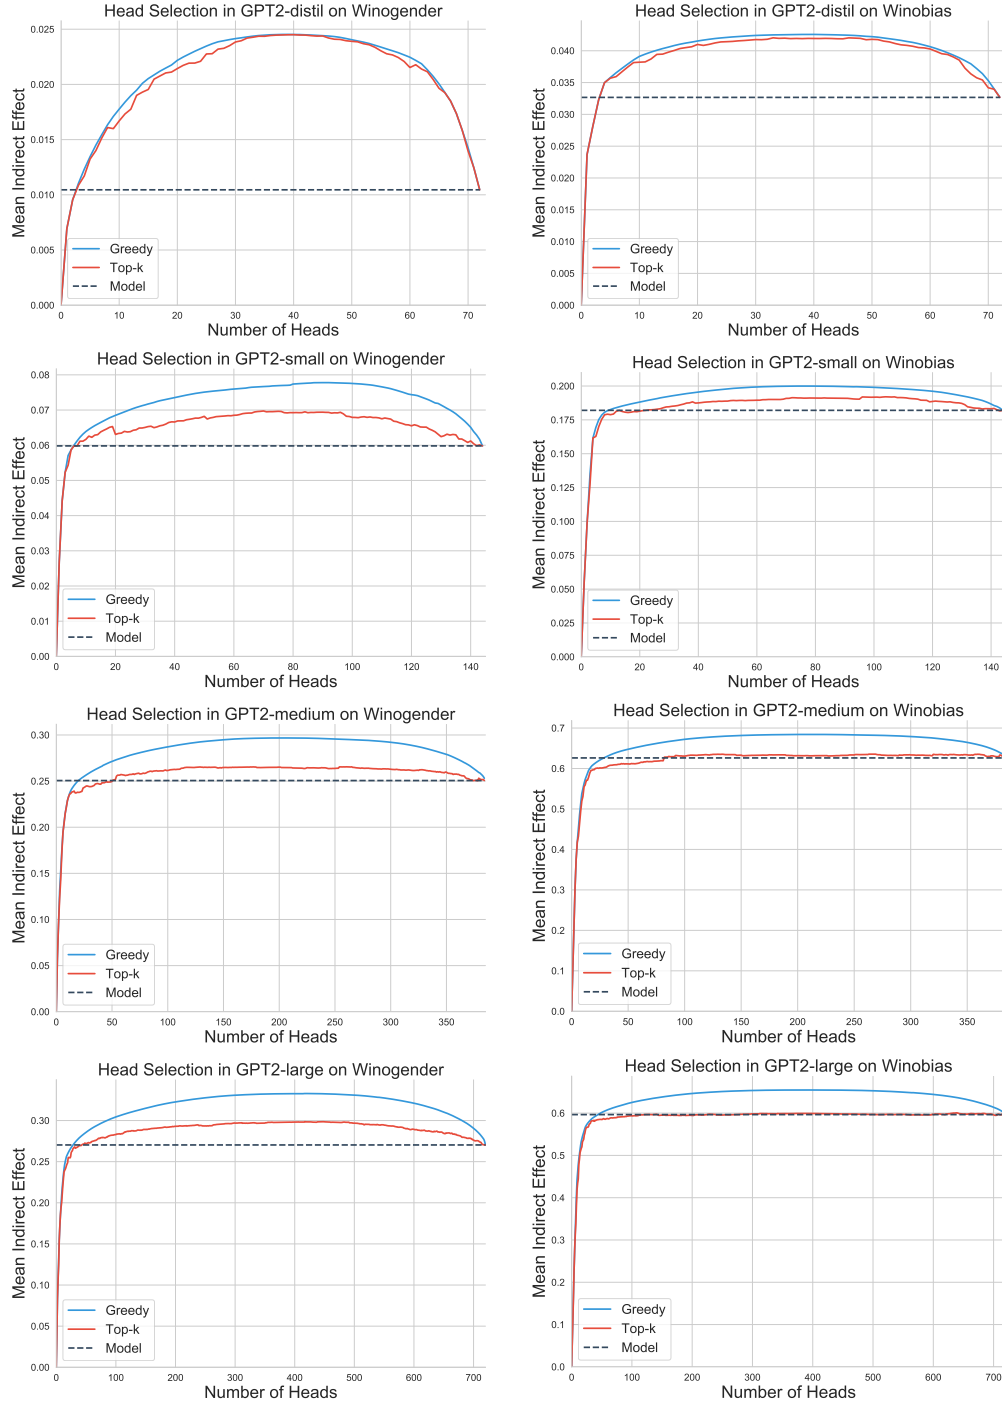 Head Selection in GPT2-distil on Winogender
Mean Indirect Effect
0.025
0.020
0.015
0.010
0.005
0.000
Greedy
Top-k
Model
0 10 20 30 40 50 60 70
Number of Heads
Head Selection in GPT2-distil on Winobias
Mean Indirect Effect
0.040
0.035
0.030
0.025
0.020
0.015
0.010
0.005
0.000
Greedy
Top-k
Model
0 10 20 30 40 50 60 70
Number of Heads
Head Selection in GPT2-small on Winogender
Mean Indirect Effect
0.08
0.07
0.06
0.05
0.04
0.03
0.02
0.01
0.00
Greedy
Top-k
Model
0 20 40 60 80 100 120 140
Number of Heads
Head Selection in GPT2-small on Winobias
Mean Indirect Effect
0.200
0.175
0.150
0.125
0.100
0.075
0.050
0.025
0.000
Greedy
Top-k
Model
0 20 40 60 80 100 120 140
Number of Heads
Head Selection in GPT2-medium on Winogender
Mean Indirect Effect
0.30
0.25
0.20
0.15
0.10
0.05
0.00
Greedy
Top-k
Model
0 50 100 150 200 250 300 350
Number of Heads
Head Selection in GPT2-medium on Winobias
Mean Indirect Effect
0.7
0.6
0.5
0.4
0.3
0.2
0.1
0.0
Greedy
Top-k
Model
0 50 100 150 200 250 300 350
Number of Heads
Head Selection in GPT2-large on Winogender
Mean Indirect Effect
0.30
0.25
0.20
0.15
0.10
0.05
0.00
Greedy
Top-k
Model
0 100 200 300 400 500 600 700
Number of Heads
Head Selection in GPT2-large on Winobias
Mean Indirect Effect
0.6
0.5
0.4
0.3
0.2
0.1
0.0
Greedy
Top-k
Model
0 100 200 300 400 500 600 700
Number of Heads